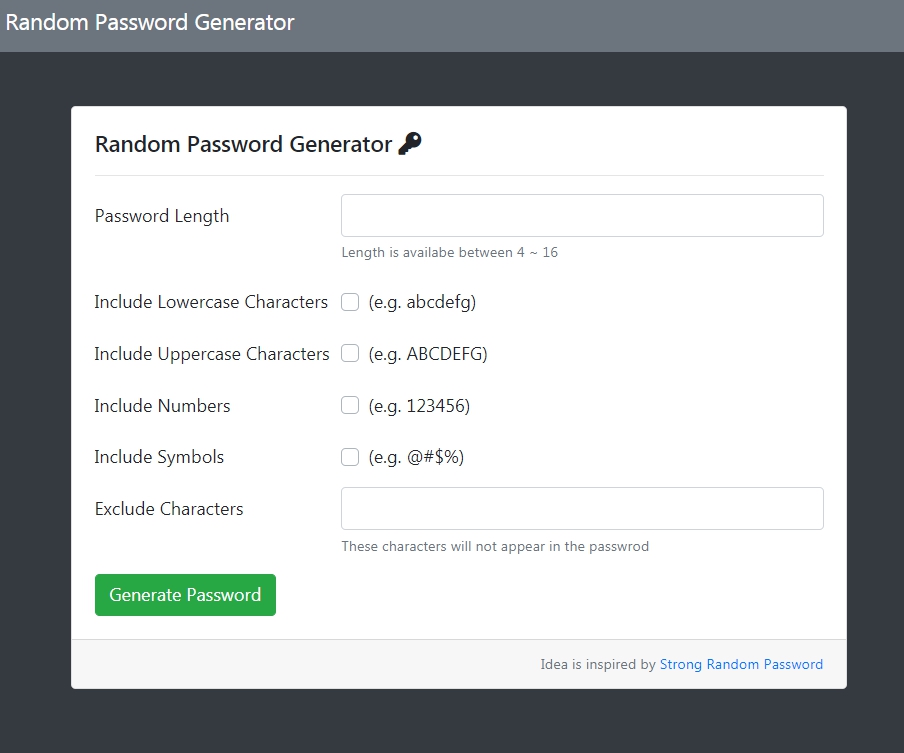 Random Password Generator
Random Password Generator
Password Length
Length is availabe between 4 ~ 16
Include Lowercase Characters (e.g. abcdefg)
Include Uppercase Characters (e.g. ABCDEFG)
Include Numbers (e.g. 123456)
Include Symbols (e.g. @#$%)
Exclude Characters
These characters will not appear in the passwrod
Generate Password
Idea is inspired by Strong Random Password